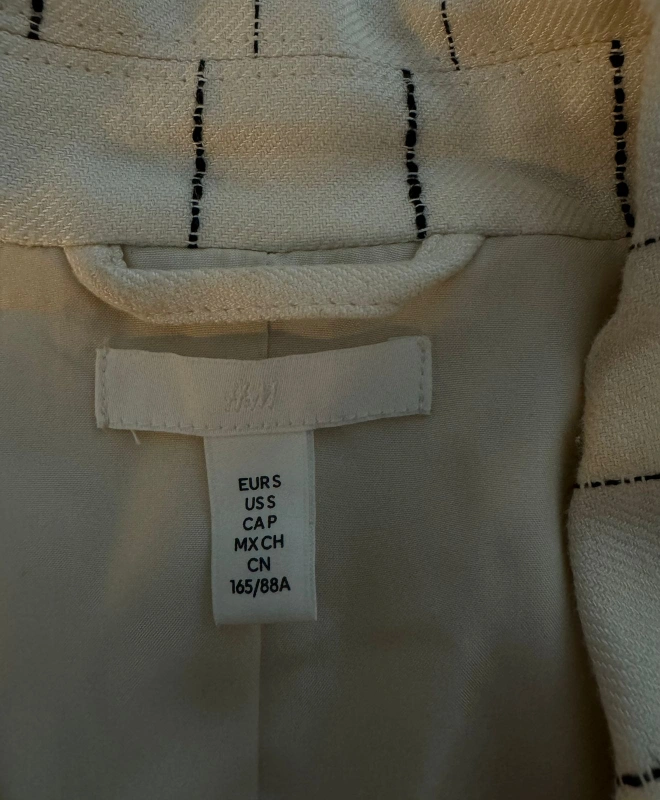 H&M
EUR S
US S
CA P
MX CH
CN
165/88A